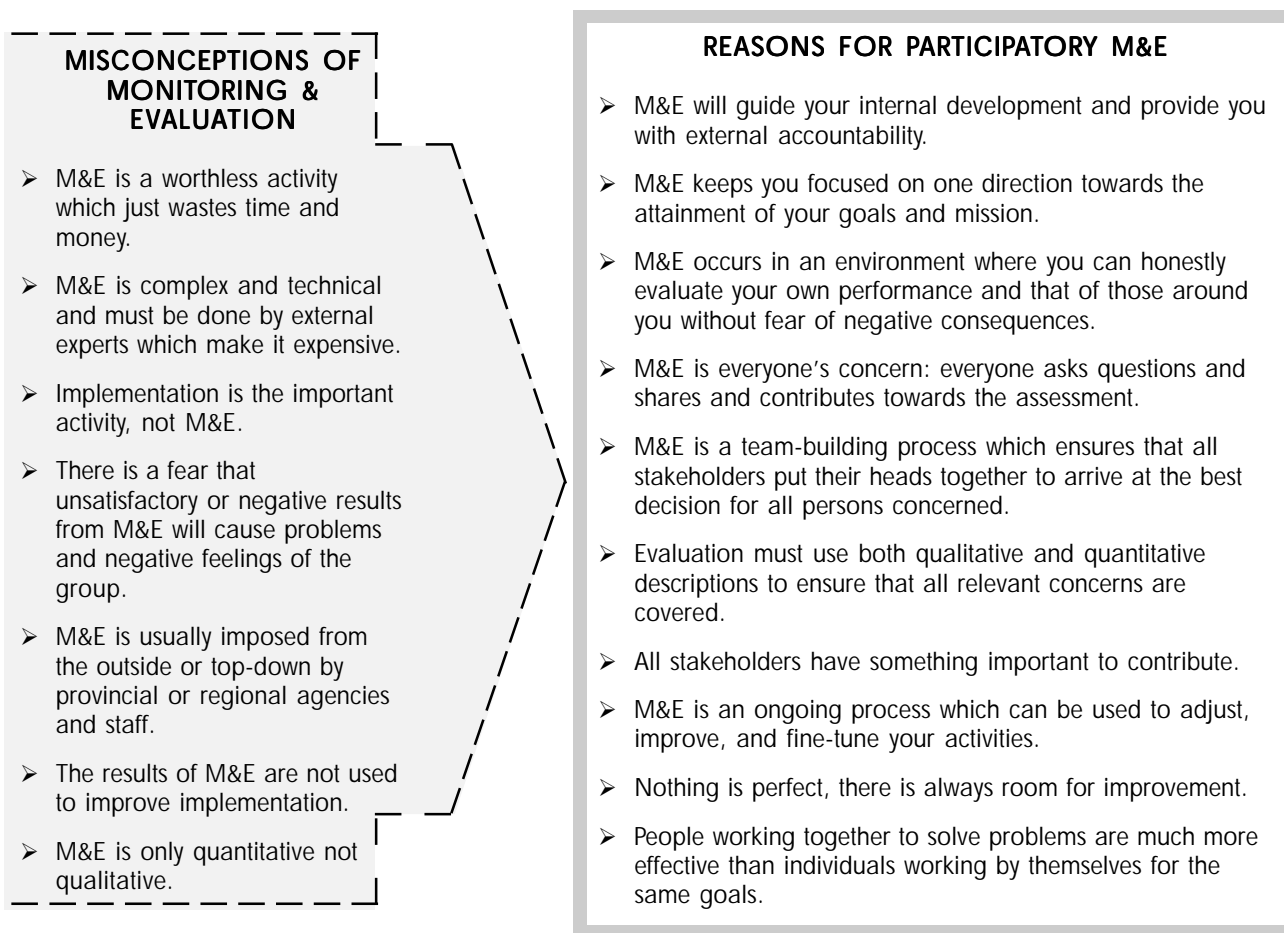 MISCONCEPTIONS OF
MONITORING &
EVALUATION
➢ M&E is a worthless activity
which just wastes time and
money.
➢ M&E is complex and technical
and must be done by external
experts which make it expensive.
➢ Implementation is the important
activity, not M&E.
➢ There is a fear that
unsatisfactory or negative results
from M&E will cause problems
and negative feelings of the
group.
➢ M&E is usually imposed from
the outside or top-down by
provincial or regional agencies
and staff.
➢ The results of M&E are not used
to improve implementation.
➢ M&E is only quantitative not
qualitative.
REASONS FOR PARTICIPATORY M&E
➢ M&E will guide your internal development and provide you
with external accountability.
➢ M&E keeps you focused on one direction towards the
attainment of your goals and mission.
➢ M&E occurs in an environment where you can honestly
evaluate your own performance and that of those around
you without fear of negative consequences.
➢ M&E is everyone's concern: everyone asks questions and
shares and contributes towards the assessment.
➢ M&E is a team-building process which ensures that all
stakeholders put their heads together to arrive at the best
decision for all persons concerned.
➢ Evaluation must use both qualitative and quantitative
descriptions to ensure that all relevant concerns are
covered.
➢ All stakeholders have something important to contribute.
➢ M&E is an ongoing process which can be used to adjust,
improve, and fine-tune your activities.
➢ Nothing is perfect, there is always room for improvement.
➢ People working together to solve problems are much more
effective than individuals working by themselves for the
same goals.